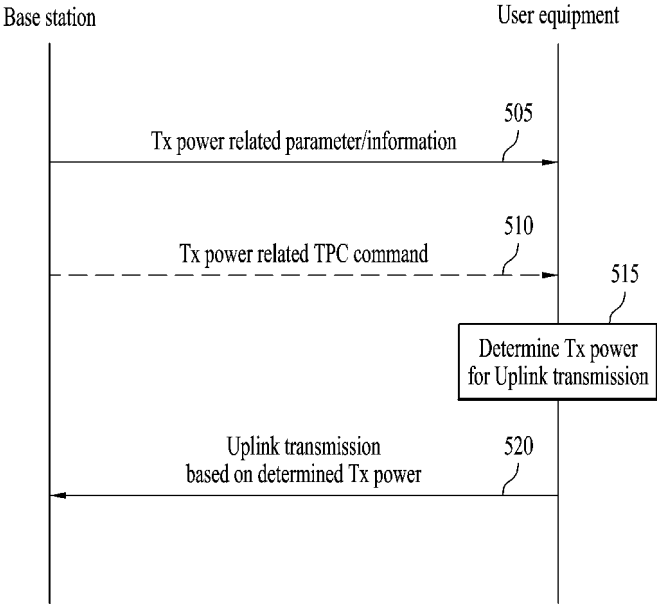 Base station
User equipment
505
Tx power related parameter/information
510
Tx power related TPC command
515
Determine Tx power
for Uplink transmission
Uplink transmission
based on determined Tx power
520